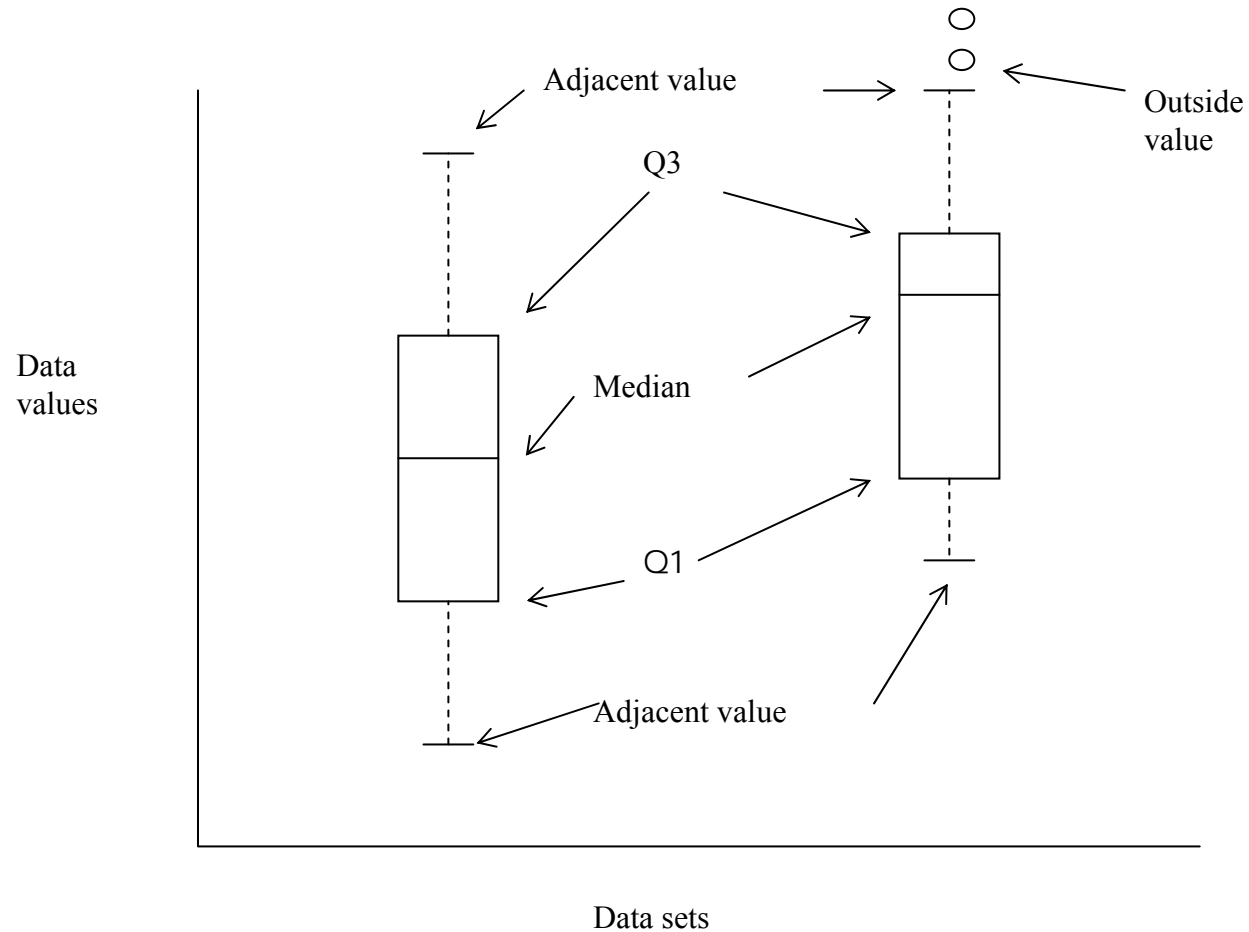 Adjacent value
Outside
value
Q3
Data
values
Median
Q1
Adjacent value
Data sets